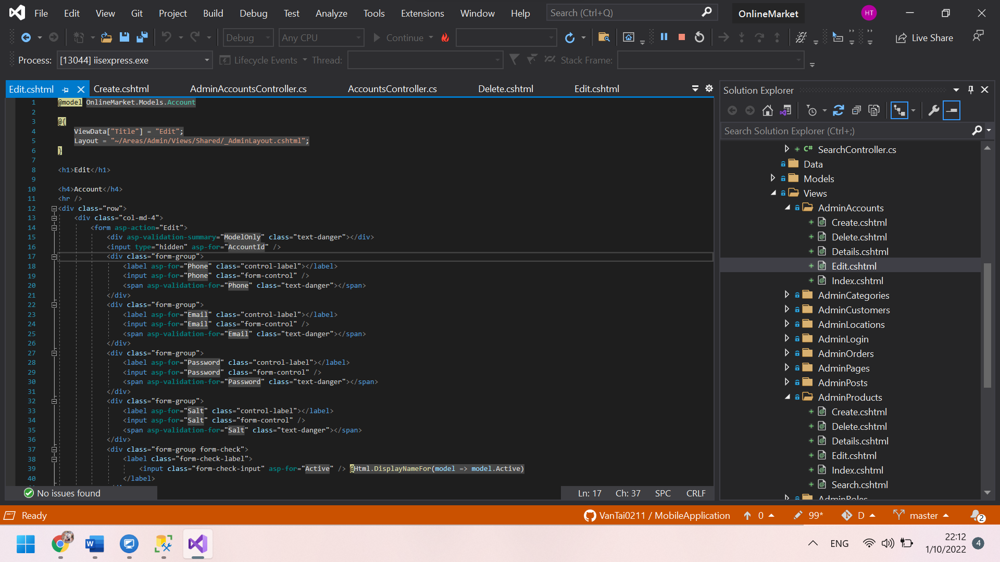 File Edit View Git Project Build Debug Test Analyze Tools Extensions Window Help Search (Ctrl+Q) OnlineMarket HT
Debug Any CPU Continue Live Share
Process: [13044] iisexpress.exe Lifecycle Events Thread: Stack Frame:
Edit.cshtml Create.cshtml AdminAccountsController.cs AccountsController.cs Delete.cshtml Edit.cshtml
1 @model OnlineMarket.Models.Account
2
3 @{
4 ViewData["Title"] = "Edit";
5 Layout = "~/Areas/Admin/Views/Shared/_AdminLayout.cshtml";
6 }
7
8 <h1>Edit</h1>
9
10 <h4>Account</h4>
11 <hr />
12 <div class="row">
13 <div class="col-md-4">
14 <form asp-action="Edit">
15 <div asp-validation-summary="ModelOnly" class="text-danger"></div>
16 <input type="hidden" asp-for="AccountId" />
17 <div class="form-group">
18 <label asp-for="Phone" class="control-label"></label>
19 <input asp-for="Phone" class="form-control" />
20 <span asp-validation-for="Phone" class="text-danger"></span>
21 </div>
22 <div class="form-group">
23 <label asp-for="Email" class="control-label"></label>
24 <input asp-for="Email" class="form-control" />
25 <span asp-validation-for="Email" class="text-danger"></span>
26 </div>
27 <div class="form-group">
28 <label asp-for="Password" class="control-label"></label>
29 <input asp-for="Password" class="form-control" />
30 <span asp-validation-for="Password" class="text-danger"></span>
31 </div>
32 <div class="form-group">
33 <label asp-for="Salt" class="control-label"></label>
34 <input asp-for="Salt" class="form-control" />
35 <span asp-validation-for="Salt" class="text-danger"></span>
36 </div>
37 <div class="form-group form-check">
38 <label class="form-check-label">
39 <input class="form-check-input" asp-for="Active" /> @Html.DisplayNameFor(model => model.Active)
40 </label>
No issues found Ln: 17 Ch: 37 SPC CRLF
Solution Explorer
Search Solution Explorer (Ctrl+;)
C# SearchController.cs
Data
Models
Views
AdminAccounts
Create.cshtml
Delete.cshtml
Details.cshtml
Edit.cshtml
Index.cshtml
AdminCategories
AdminCustomers
AdminLocations
AdminLogin
AdminOrders
AdminPages
AdminPosts
AdminProducts
Create.cshtml
Delete.cshtml
Details.cshtml
Edit.cshtml
Index.cshtml
Search.cshtml
AdminRoles
Ready VanTai0211 / MobileApplication 0 99* D master 2
W ENG 22:12 4
1/10/2022